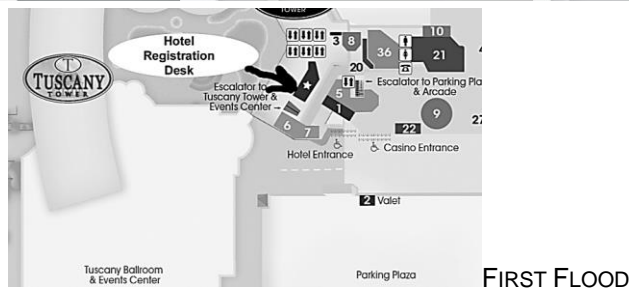 TOWER
Hotel
Registration
Desk
T
TUSCANY
TOWER
Escalator to
Tuscany Tower &
Events Center
3
8
36
10
21
20
Escalator to Parking Pla
& Arcade
5
1
9
22
27
6
7
Hotel Entrance
Casino Entrance
2 Valet
Tuscany Ballroom
& Events Center
Parking Plaza
FIRST FLOOD